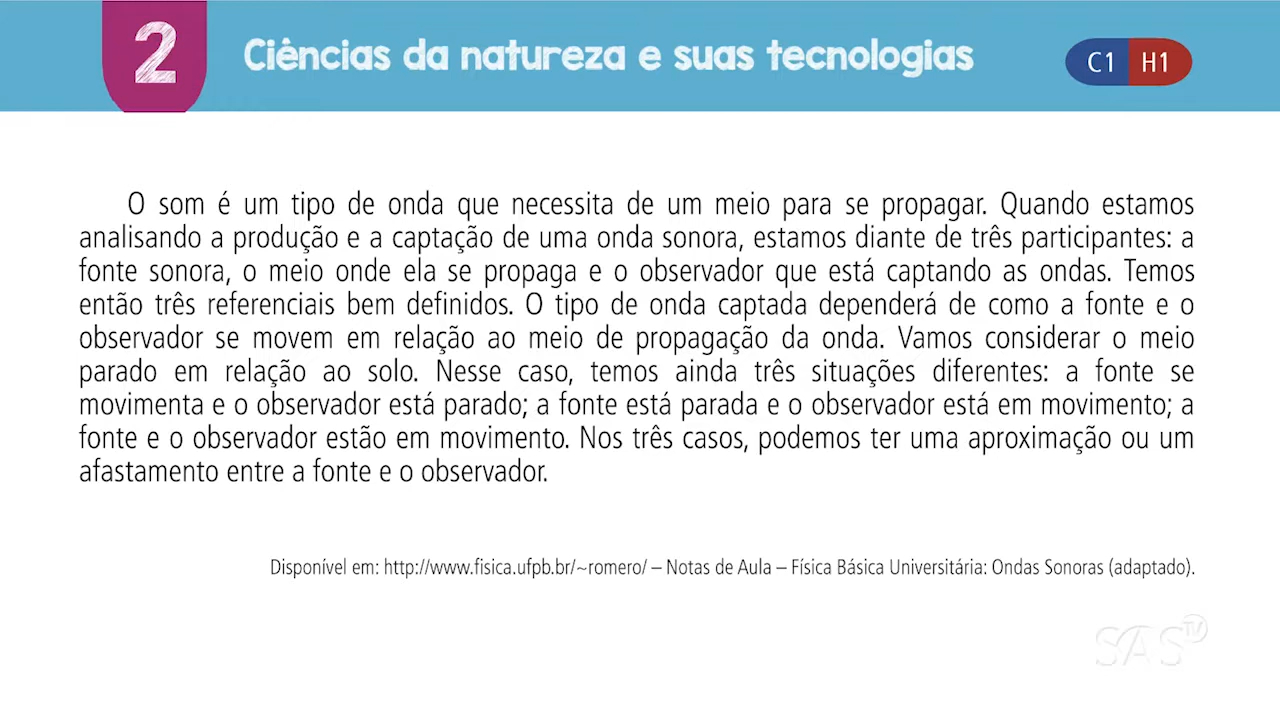 2
Ciências da natureza e suas tecnologias
C1 H1
O som é um tipo de onda que necessita de um meio para se propagar. Quando estamos
analisando a produção e a captação de uma onda sonora, estamos diante de três participantes: a
fonte sonora, o meio onde ela se propaga e o observador que está captando as ondas. Temos
então três referenciais bem definidos. O tipo de onda captada dependerá de como a fonte e o
observador se movem em relação ao meio de propagação da onda. Vamos considerar o meio
parado em relação ao solo. Nesse caso, temos ainda três situações diferentes: a fonte se
movimenta e o observador está parado; a fonte está parada e o observador está em movimento; a
fonte e o observador estão em movimento. Nos três casos, podemos ter uma aproximação ou um
afastamento entre a fonte e o observador.
Disponível em: http://www.fisica.ufpb.br/~romero/ – Notas de Aula – Física Básica Universitária: Ondas Sonoras (adaptado).
SAS TV